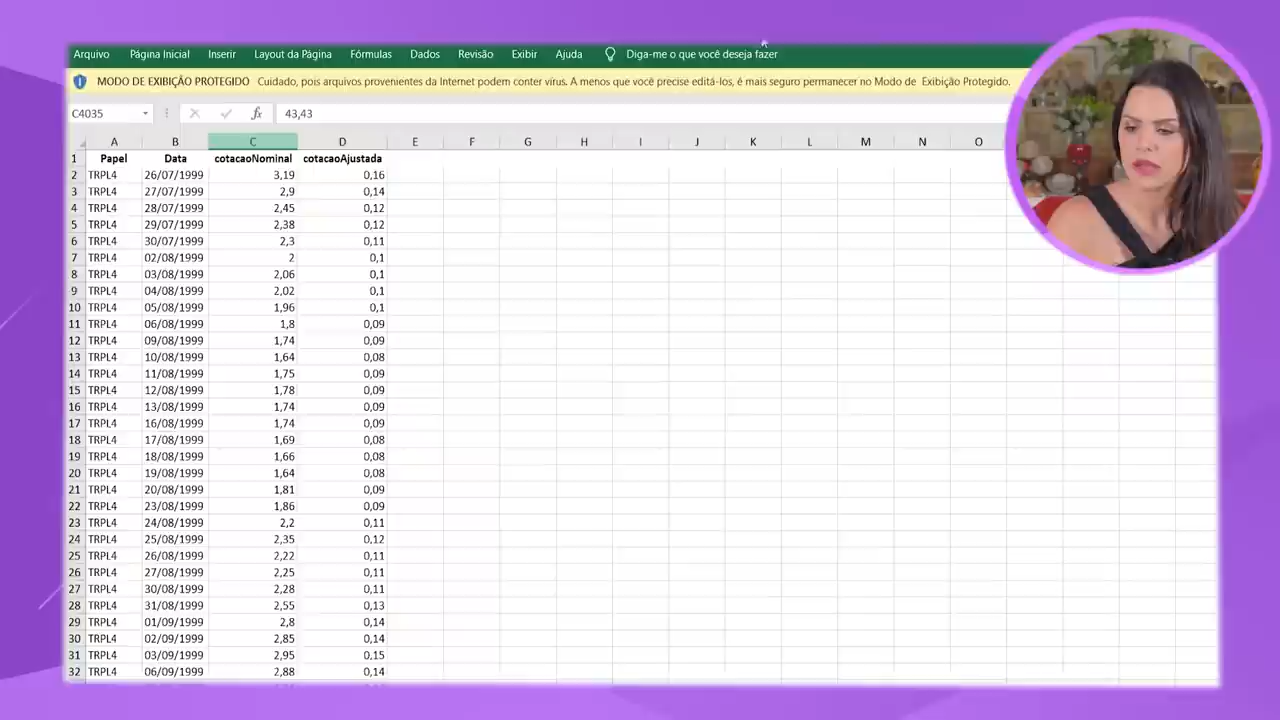 Arquivo Página Inicial Inserir Layout da Página Fórmulas Dados Revisão Exibir Ajuda Diga-me o que você deseja fazer
MODO DE EXIBIÇÃO PROTEGIDO Cuidado, pois arquivos provenientes da Internet podem conter vírus. A menos que você precise editá-los, é mais seguro permanecer no Modo de Exibição Protegido.
C4035 fx 43,43
A B C D E F G H I J K L M N O
1 Papel Data cotacaoNominal cotacaoAjustada
2 TRPL4 26/07/1999 3,19 0,16
3 TRPL4 27/07/1999 2,9 0,14
4 TRPL4 28/07/1999 2,45 0,12
5 TRPL4 29/07/1999 2,38 0,12
6 TRPL4 30/07/1999 2,3 0,11
7 TRPL4 02/08/1999 2 0,1
8 TRPL4 03/08/1999 2,06 0,1
9 TRPL4 04/08/1999 2,02 0,1
10 TRPL4 05/08/1999 1,96 0,1
11 TRPL4 06/08/1999 1,8 0,09
12 TRPL4 09/08/1999 1,74 0,09
13 TRPL4 10/08/1999 1,64 0,08
14 TRPL4 11/08/1999 1,75 0,09
15 TRPL4 12/08/1999 1,78 0,09
16 TRPL4 13/08/1999 1,74 0,09
17 TRPL4 16/08/1999 1,74 0,09
18 TRPL4 17/08/1999 1,69 0,08
19 TRPL4 18/08/1999 1,66 0,08
20 TRPL4 19/08/1999 1,64 0,08
21 TRPL4 20/08/1999 1,81 0,09
22 TRPL4 23/08/1999 1,86 0,09
23 TRPL4 24/08/1999 2,2 0,11
24 TRPL4 25/08/1999 2,35 0,12
25 TRPL4 26/08/1999 2,22 0,11
26 TRPL4 27/08/1999 2,25 0,11
27 TRPL4 30/08/1999 2,28 0,11
28 TRPL4 31/08/1999 2,55 0,13
29 TRPL4 01/09/1999 2,8 0,14
30 TRPL4 02/09/1999 2,85 0,14
31 TRPL4 03/09/1999 2,95 0,15
32 TRPL4 06/09/1999 2,88 0,14